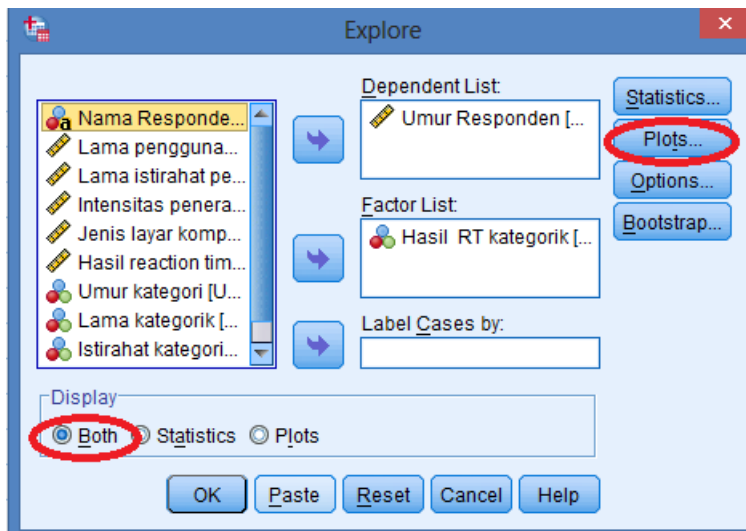 Explore
Nama Responde...
Lama pengguna...
Lama istirahat pe...
Intensitas penera...
Jenis layar komp...
Hasil reaction tim...
Umur kategori [U...
Lama kategorik [...
Istirahat kategori...
Dependent List:
Umur Responden [...
Factor List:
Hasil RT kategorik [...
Label Cases by:
Statistics...
Plots...
Options...
Bootstrap...
Display
Both Statistics Plots
OK Paste Reset Cancel Help